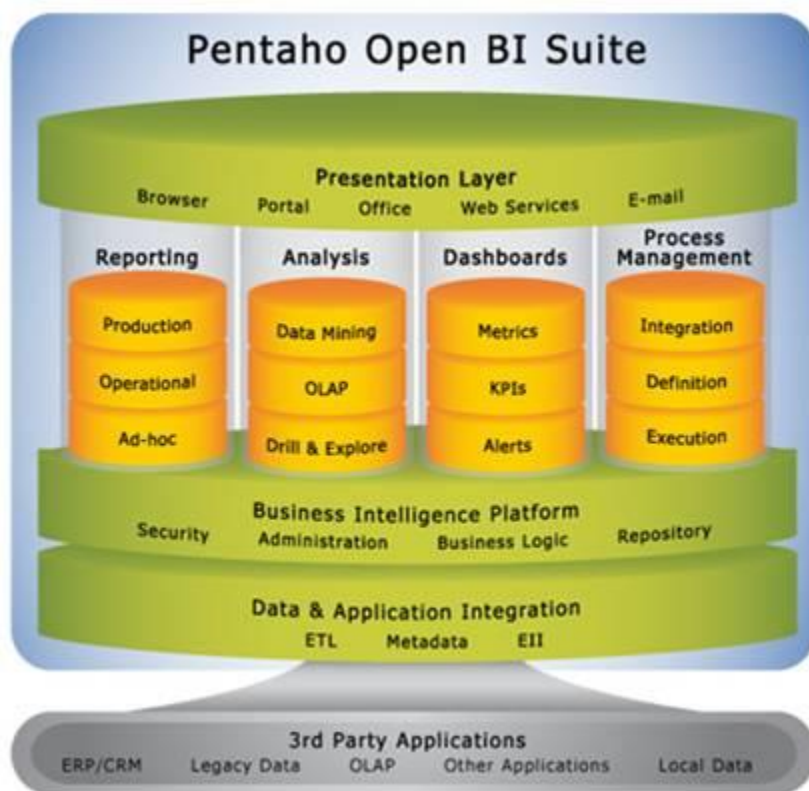 Pentaho Open BI Suite
Presentation Layer
Browser Portal Office Web Services E-mail
Reporting Analysis Dashboards Process Management
Production Data Mining Metrics Integration
Operational OLAP KPIs Definition
Ad-hoc Drill & Explore Alerts Execution
Business Intelligence Platform
Security Administration Business Logic Repository
Data & Application Integration
ETL Metadata EII
3rd Party Applications
ERP/CRM Legacy Data OLAP Other Applications Local Data